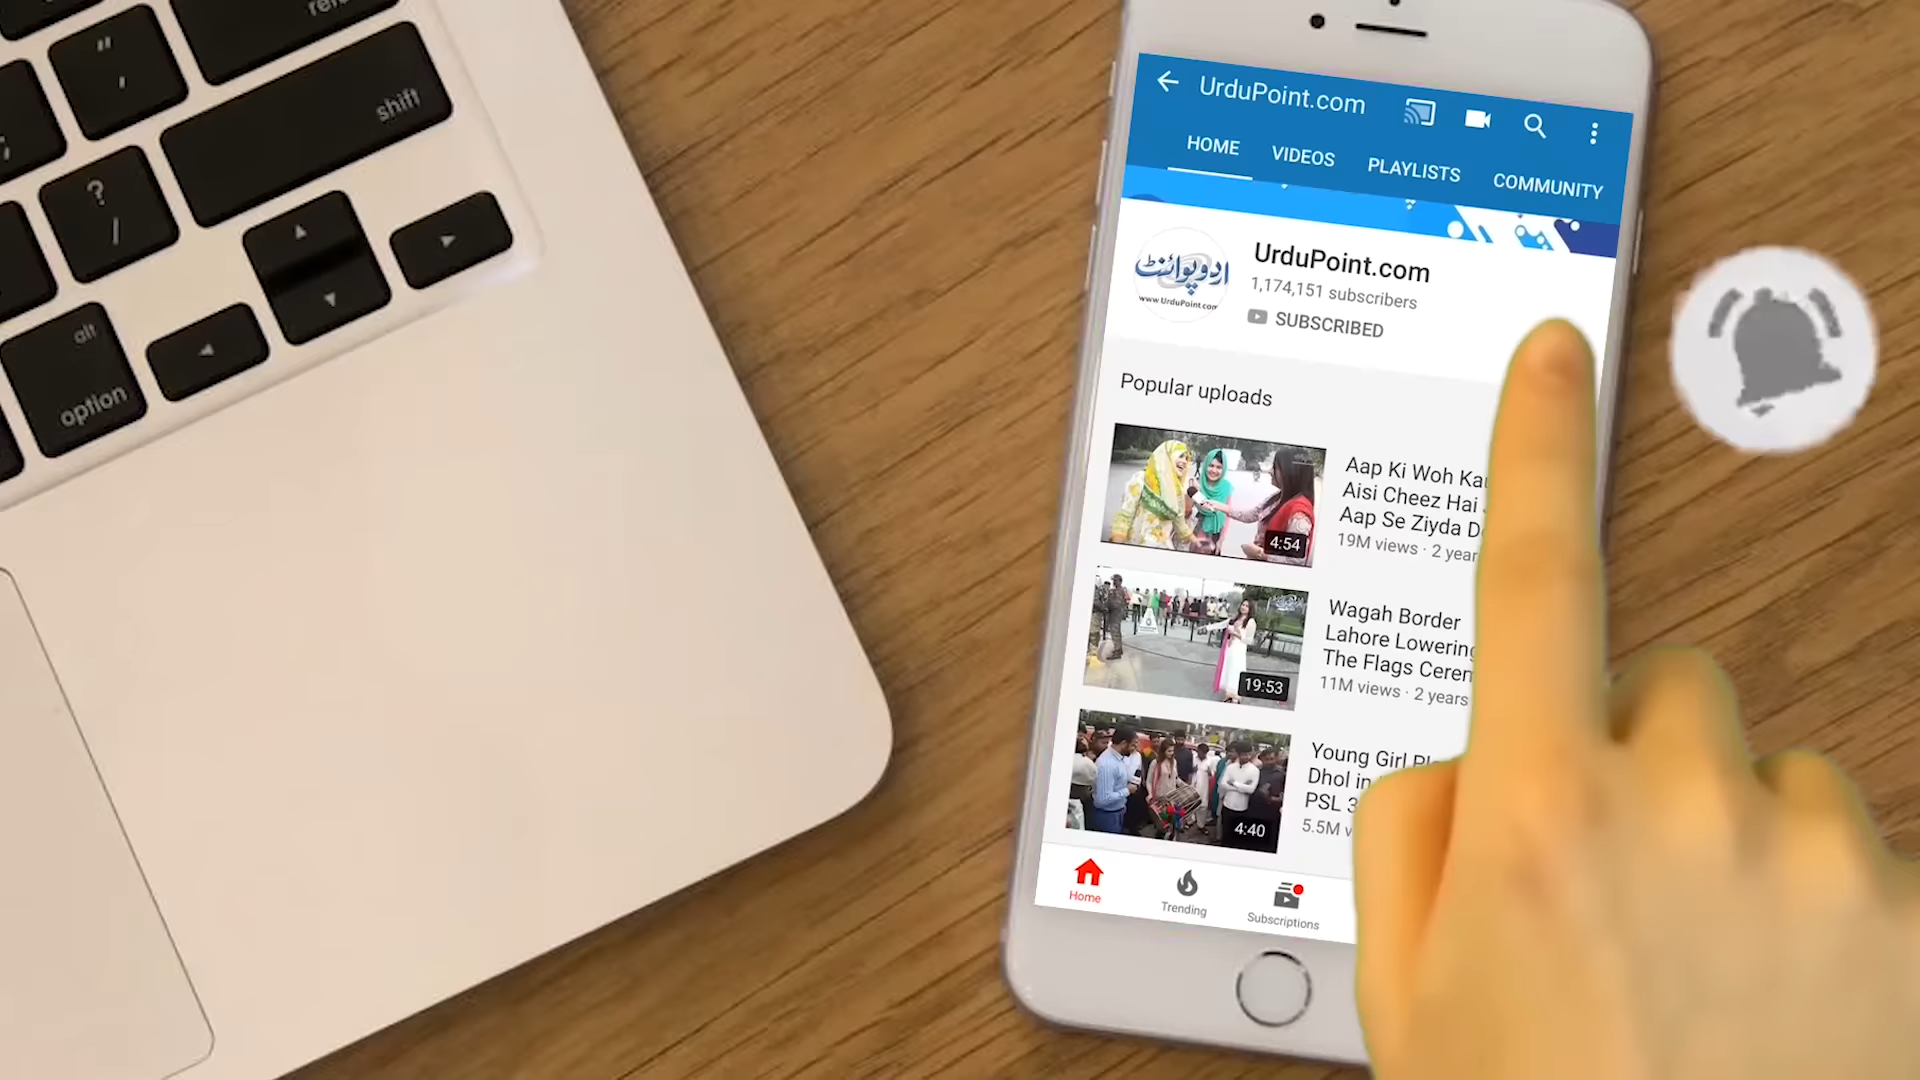 "
,
shift
?
/
alt
option
UrduPoint.com
HOME VIDEOS PLAYLISTS COMMUNITY
اردوپوائنٹ
www.UrduPoint.com
UrduPoint.com
1,174,151 subscribers
SUBSCRIBED
Popular uploads
4:54
Aap Ki Woh
Aisi Cheez Hai
Aap Se Ziyda
19M views · 2
19:53
Wagah Border
Lahore Lowering
The Flags
11M views · 2 years
4:40
Young Girl
Dhol in
PSL
5.5M
Home
Trending
Subscriptions